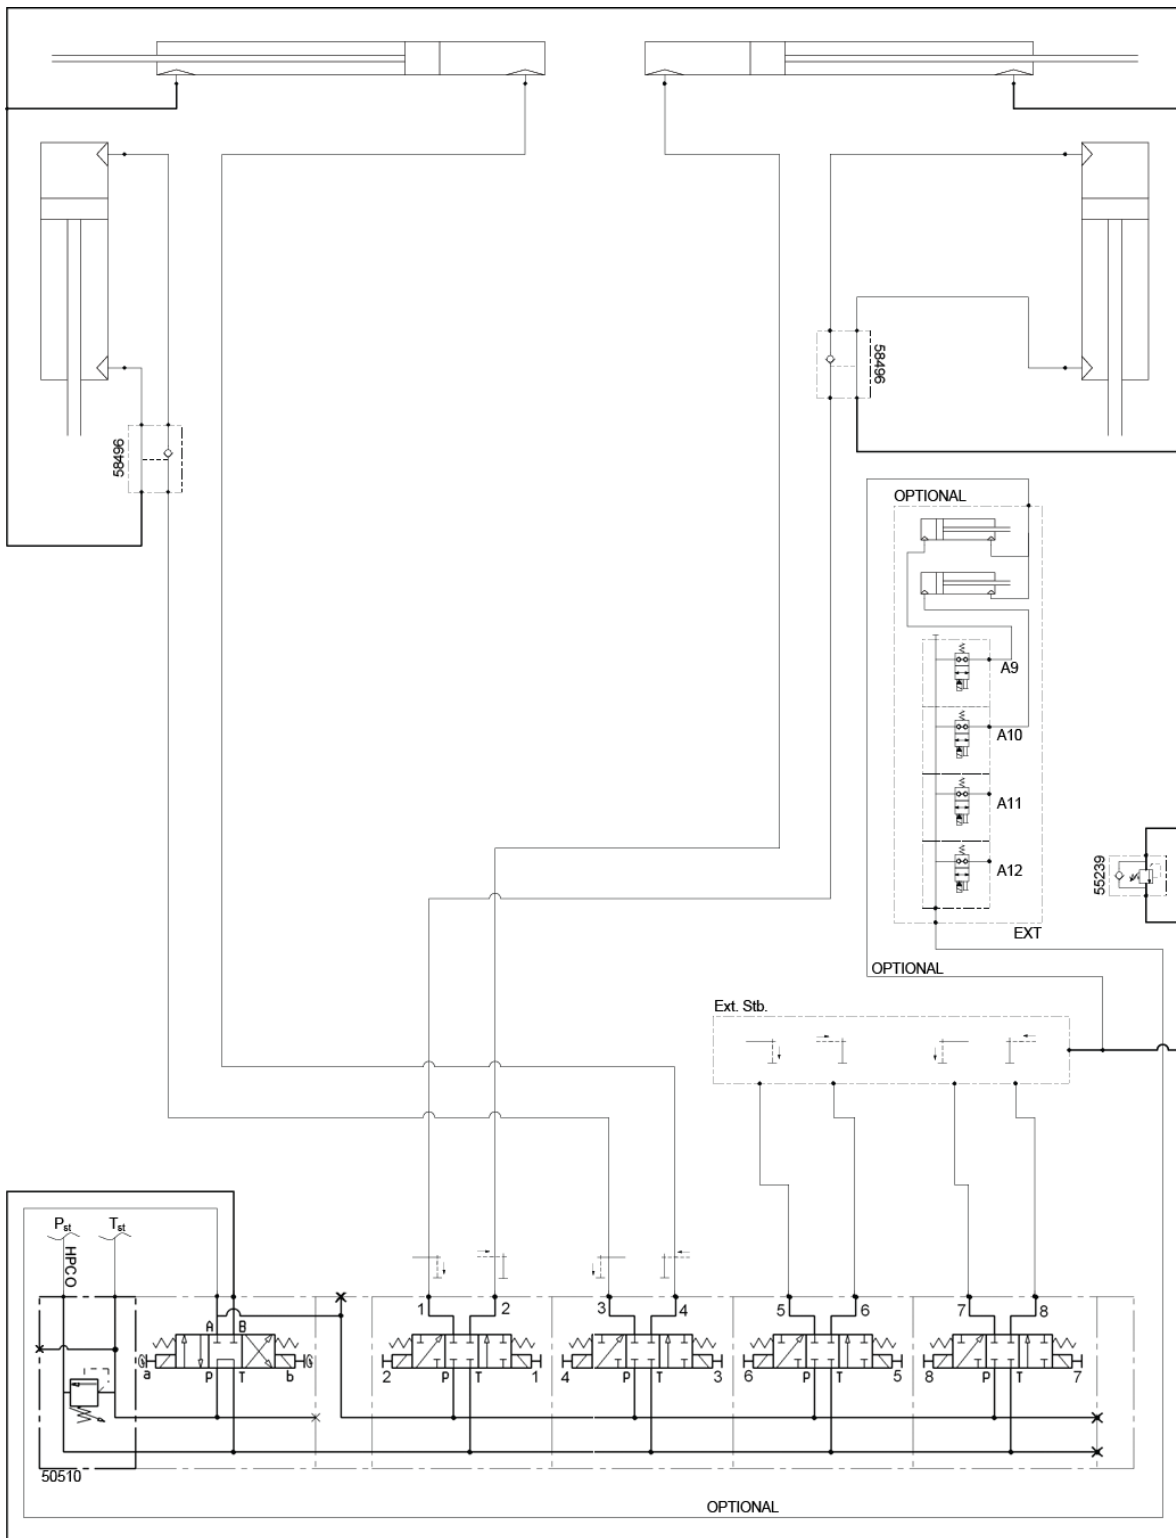 58496
58496
OPTIONAL
A9
A10
A11
A12
55239
EXT
OPTIONAL
Ext. Stb.
Pst Tst
HPCO
1 2 3 4 5 6 7 8
A B
a P T b
2 P T 1
4 P T 3
6 P T 5
8 P T 7
50510
OPTIONAL